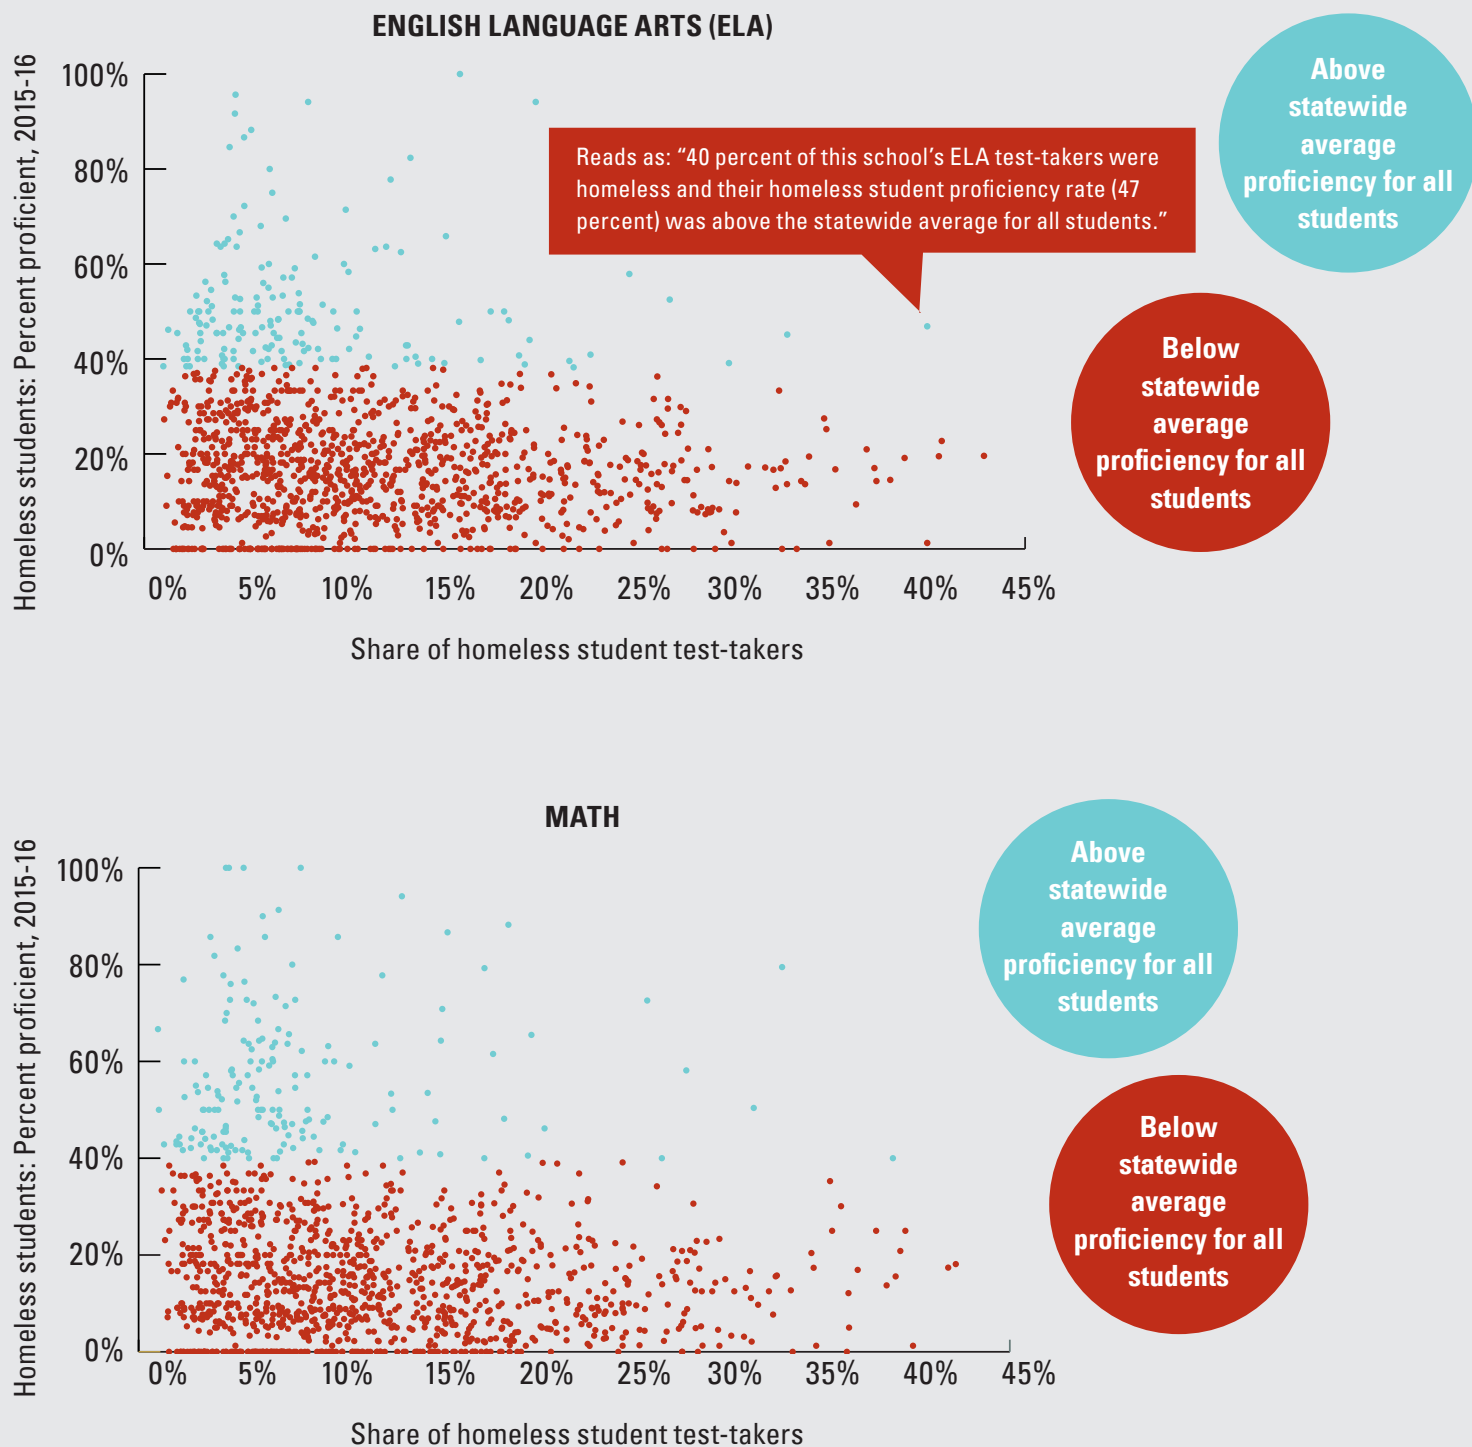 ENGLISH LANGUAGE ARTS (ELA)
Homeless students: Percent proficient, 2015-16
100%
80%
60%
40%
20%
0%
Reads as: “40 percent of this school’s ELA test-takers were
homeless and their homeless student proficiency rate (47
percent) was above the statewide average for all students.”
Above
statewide
average
proficiency for all
students
Below
statewide
average
proficiency for all
students
0% 5% 10% 15% 20% 25% 30% 35% 40% 45%
Share of homeless student test-takers
MATH
Homeless students: Percent proficient, 2015-16
100%
80%
60%
40%
20%
0%
Above
statewide
average
proficiency for all
students
Below
statewide
average
proficiency for all
students
0% 5% 10% 15% 20% 25% 30% 35% 40% 45%
Share of homeless student test-takers